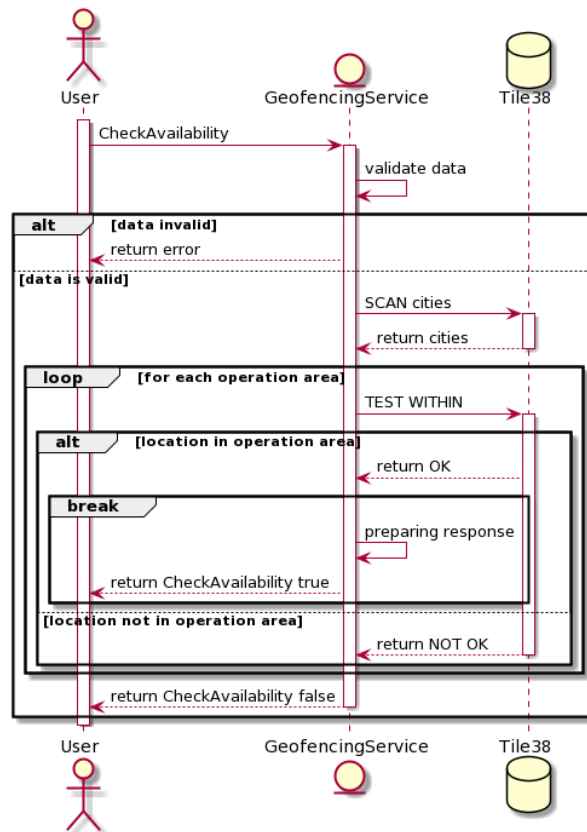 User
GeofencingService
Tile38
CheckAvailability
validate data
alt [data invalid]
return error
[data is valid]
SCAN cities
return cities
loop [for each operation area]
TEST WITHIN
alt [location in operation area]
return OK
break
preparing response
return CheckAvailability true
[location not in operation area]
return NOT OK
return CheckAvailability false
User
GeofencingService
Tile38